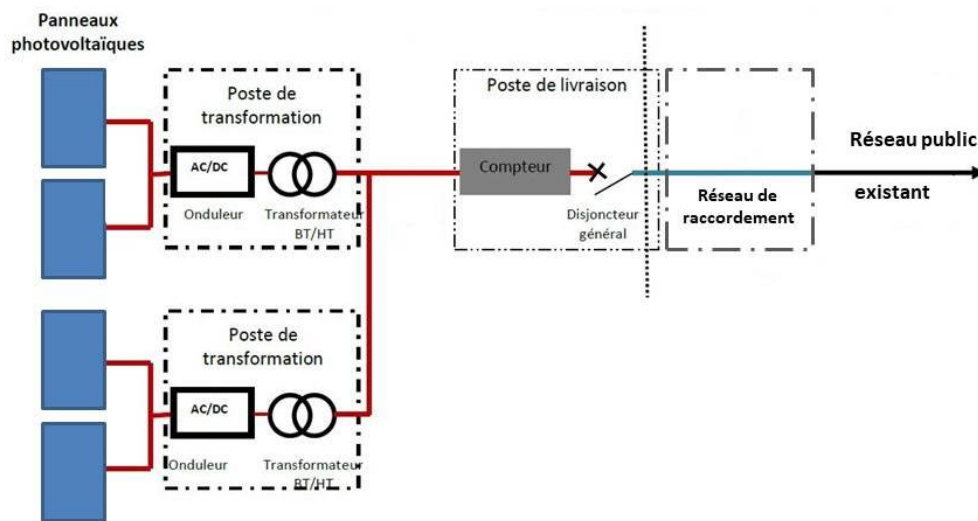 Panneaux
photovoltaïques
Poste de
transformation
AC/DC
Onduleur
Transformateur
BT/HT
Poste de livraison
Compteur
Disjoncteur
général
Réseau de
raccordement
Réseau public
existant
Poste de
transformation
AC/DC
Onduleur
Transformateur
BT/HT